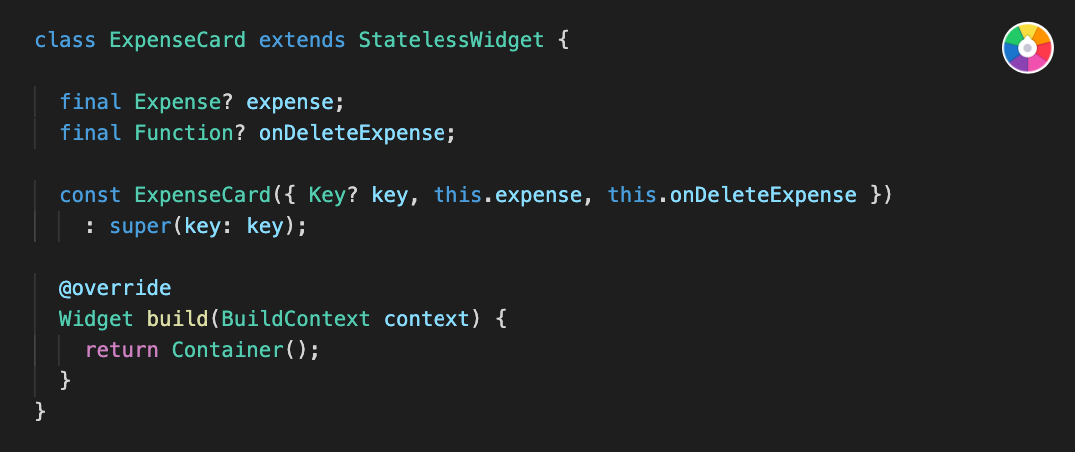 class ExpenseCard extends StatelessWidget {
final Expense? expense;
final Function? onDeleteExpense;
const ExpenseCard({ Key? key, this.expense, this.onDeleteExpense })
: super(key: key);
@override
Widget build(BuildContext context) {
return Container();
}
}